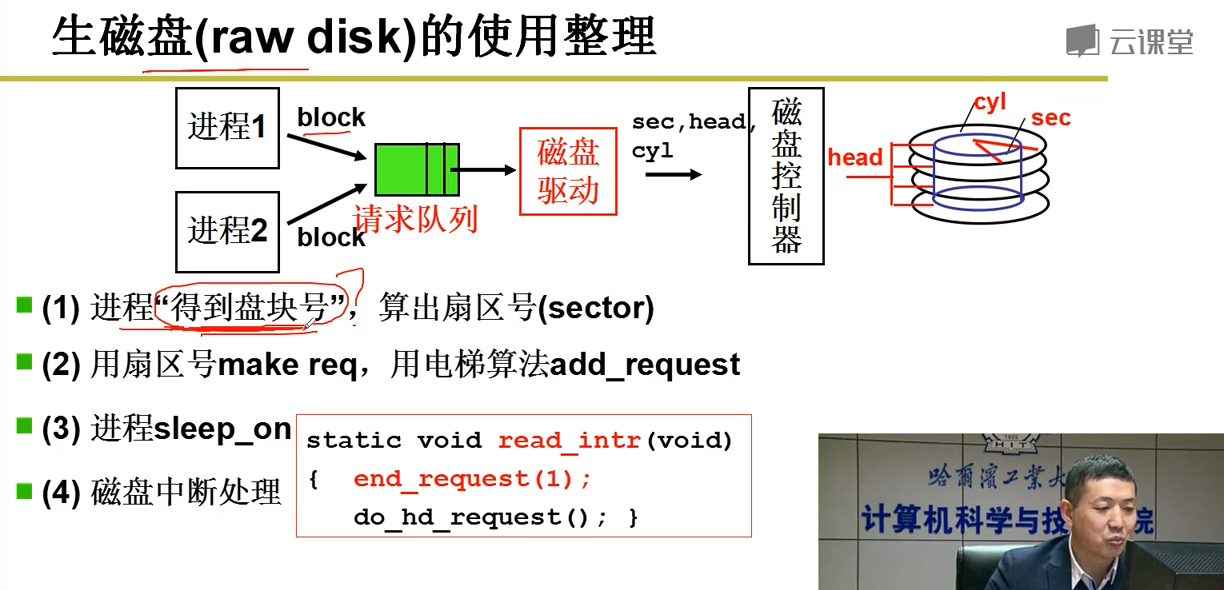 生磁盘(raw disk)的使用整理
云课堂
进程1
block
进程2
block
请求队列
磁盘
驱动
sec,head,
cyl
磁盘控制器
head
cyl
sec
(1) 进程“得到盘块号”，算出扇区号(sector)
(2) 用扇区号make req，用电梯算法add_request
(3) 进程sleep_on
(4) 磁盘中断处理
static void read_intr(void)
{ end_request(1);
do_hd_request(); }
1920
HIT
哈爾濱工業大
计算机科学与技 院